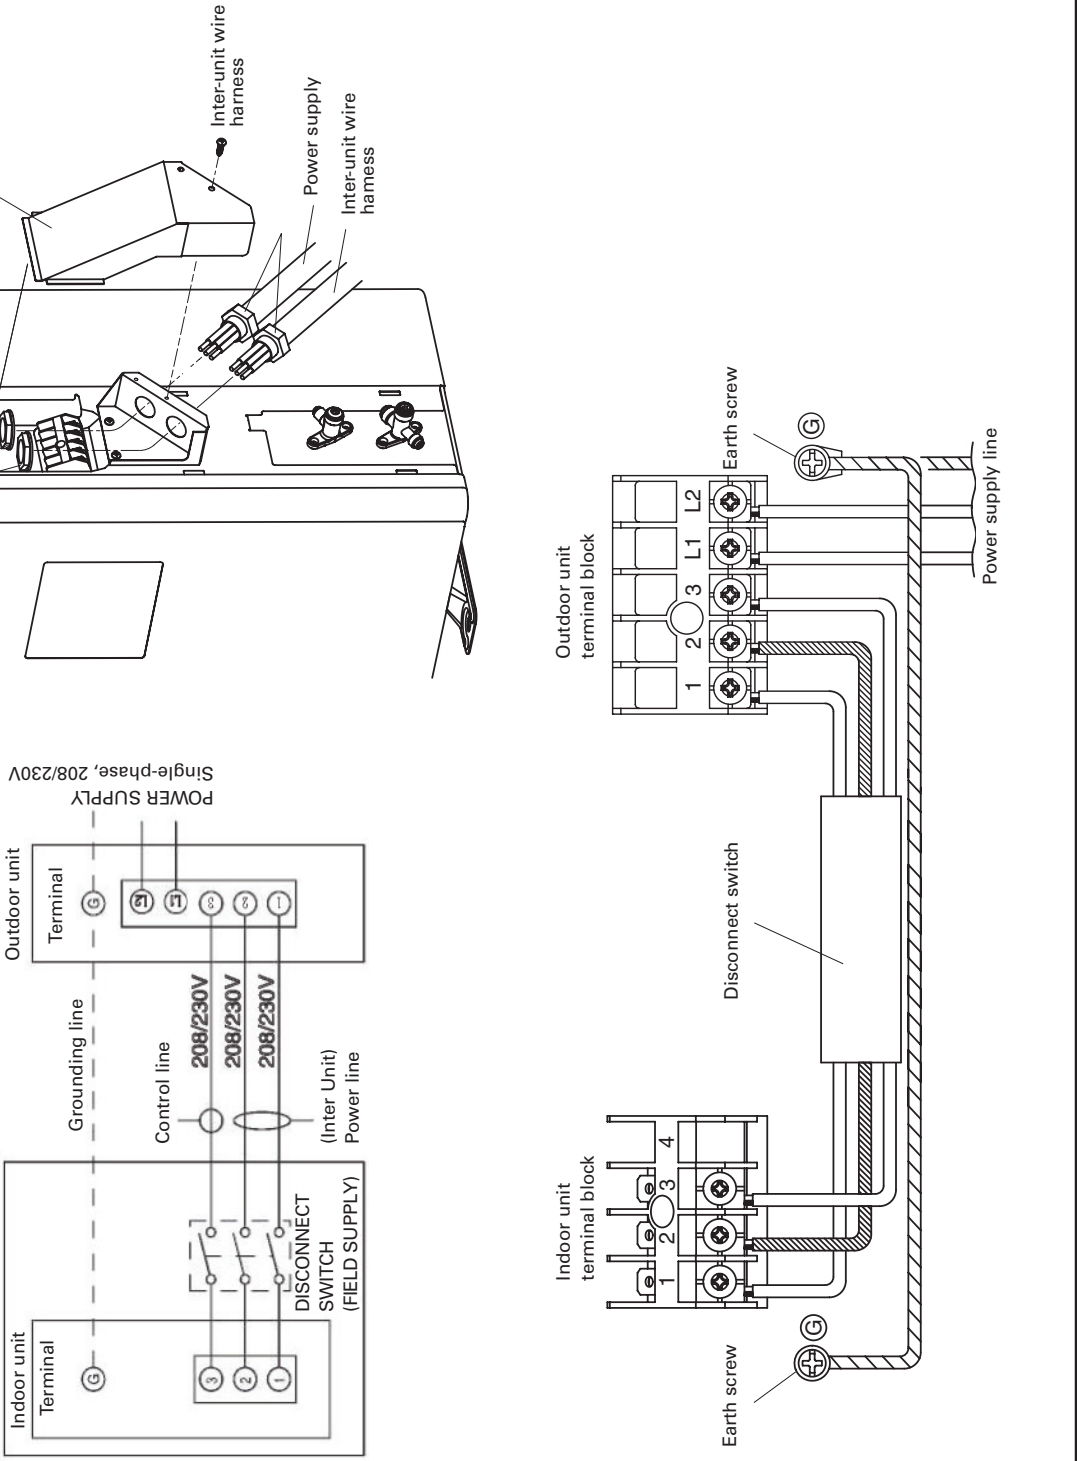 Inter-unit wire
harness
Power supply
Inter-unit wire
harness
Indoor unit
Terminal
G
3
2
1
DISCONNECT
SWITCH
(FIELD SUPPLY)
Grounding line
Control line
(Inter Unit)
Power line
208/230V
208/230V
208/230V
Outdoor unit
Terminal
G
L2
L1
3
2
1
POWER SUPPLY
Single-phase, 208/230V
Indoor unit
terminal block
1
2
3
4
Earth screw
G
Disconnect switch
Outdoor unit
terminal block
1
2
3
L1
L2
Earth screw
G
Power supply line